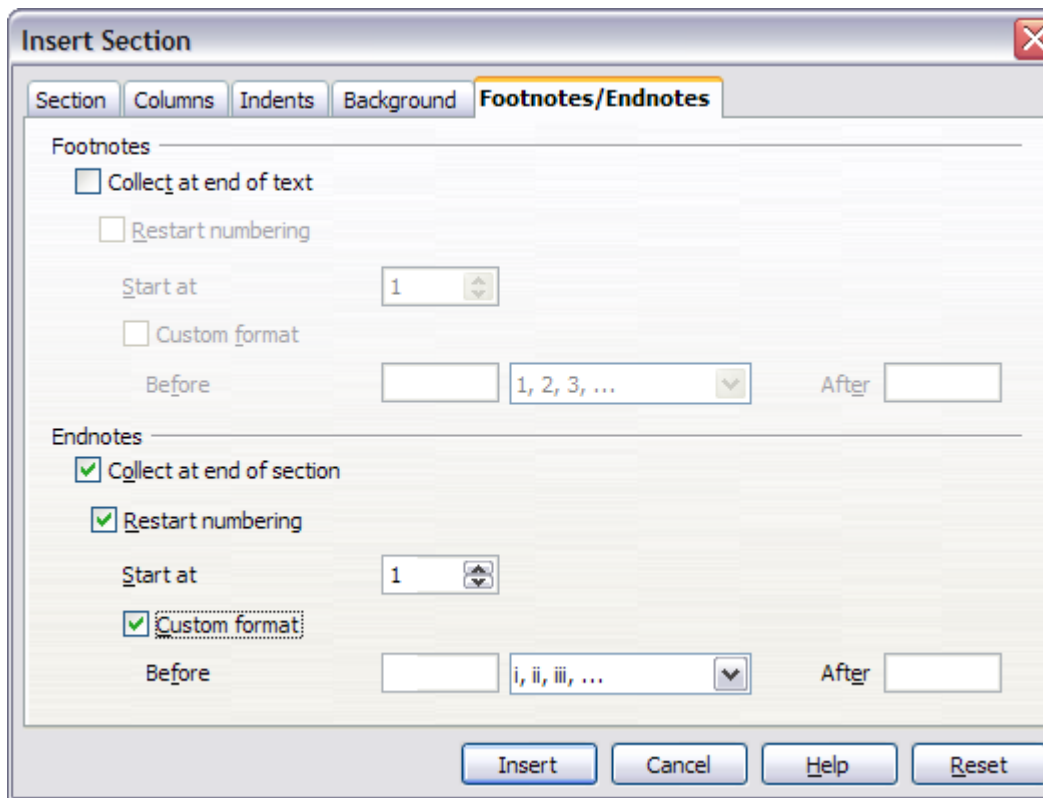 Insert Section
Section Columns Indents Background Footnotes/Endnotes
Footnotes
Collect at end of text
Restart numbering
Start at 1
Custom format
Before 1, 2, 3, ... After
Endnotes
Collect at end of section
Restart numbering
Start at 1
Custom format
Before i, ii, iii, ... After
Insert Cancel Help Reset